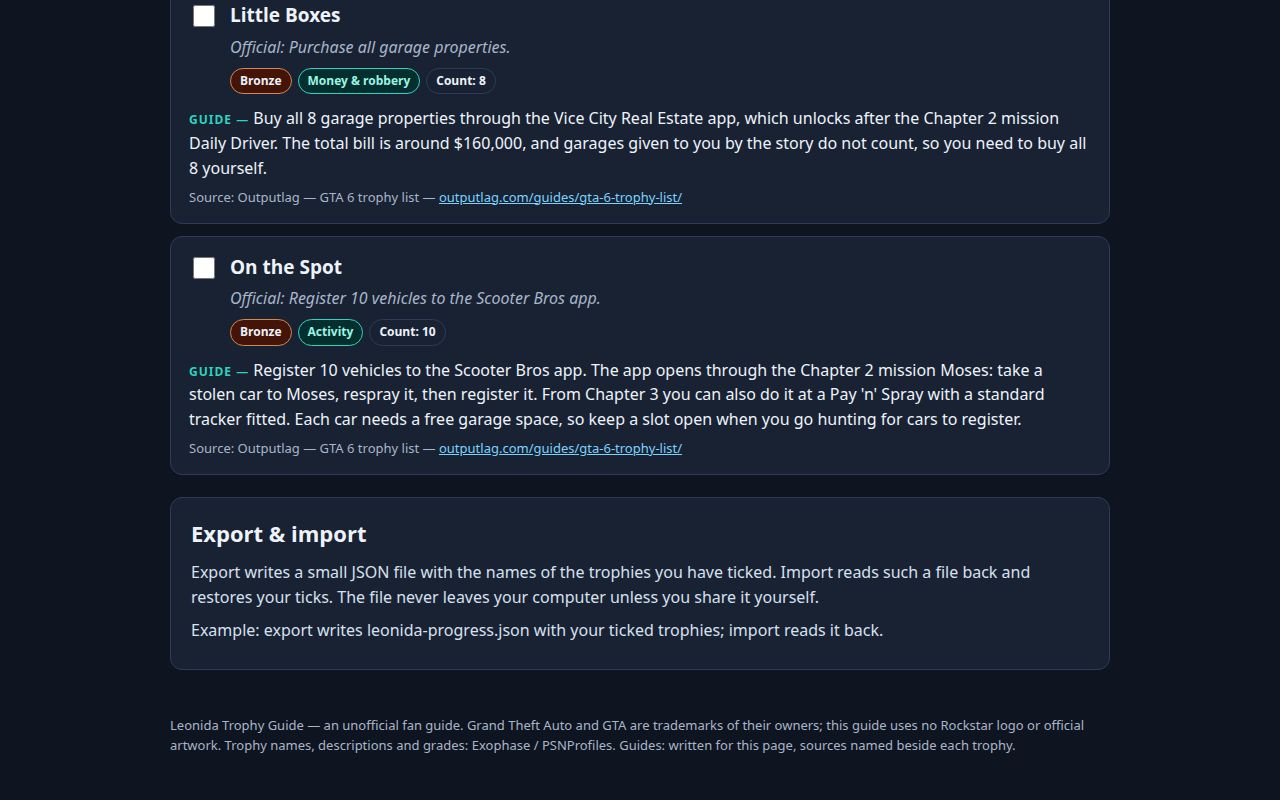 Little Boxes
Official: Purchase all garage properties.
Bronze Money & robbery Count: 8
GUIDE — Buy all 8 garage properties through the Vice City Real Estate app, which unlocks after the Chapter 2 mission
Daily Driver. The total bill is around $160,000, and garages given to you by the story do not count, so you need to buy all
8 yourself.
Source: Outputlag — GTA 6 trophy list — outputlag.com/guides/gta-6-trophy-list/
On the Spot
Official: Register 10 vehicles to the Scooter Bros app.
Bronze Activity Count: 10
GUIDE — Register 10 vehicles to the Scooter Bros app. The app opens through the Chapter 2 mission Moses: take a
stolen car to Moses, respray it, then register it. From Chapter 3 you can also do it at a Pay 'n' Spray with a standard
tracker fitted. Each car needs a free garage space, so keep a slot open when you go hunting for cars to register.
Source: Outputlag — GTA 6 trophy list — outputlag.com/guides/gta-6-trophy-list/
Export & import
Export writes a small JSON file with the names of the trophies you have ticked. Import reads such a file back and
restores your ticks. The file never leaves your computer unless you share it yourself.
Example: export writes leonida-progress.json with your ticked trophies; import reads it back.
Leonida Trophy Guide — an unofficial fan guide. Grand Theft Auto and GTA are trademarks of their owners; this guide uses no Rockstar logo or official
artwork. Trophy names, descriptions and grades: Exophase / PSNProfiles. Guides: written for this page, sources named beside each trophy.